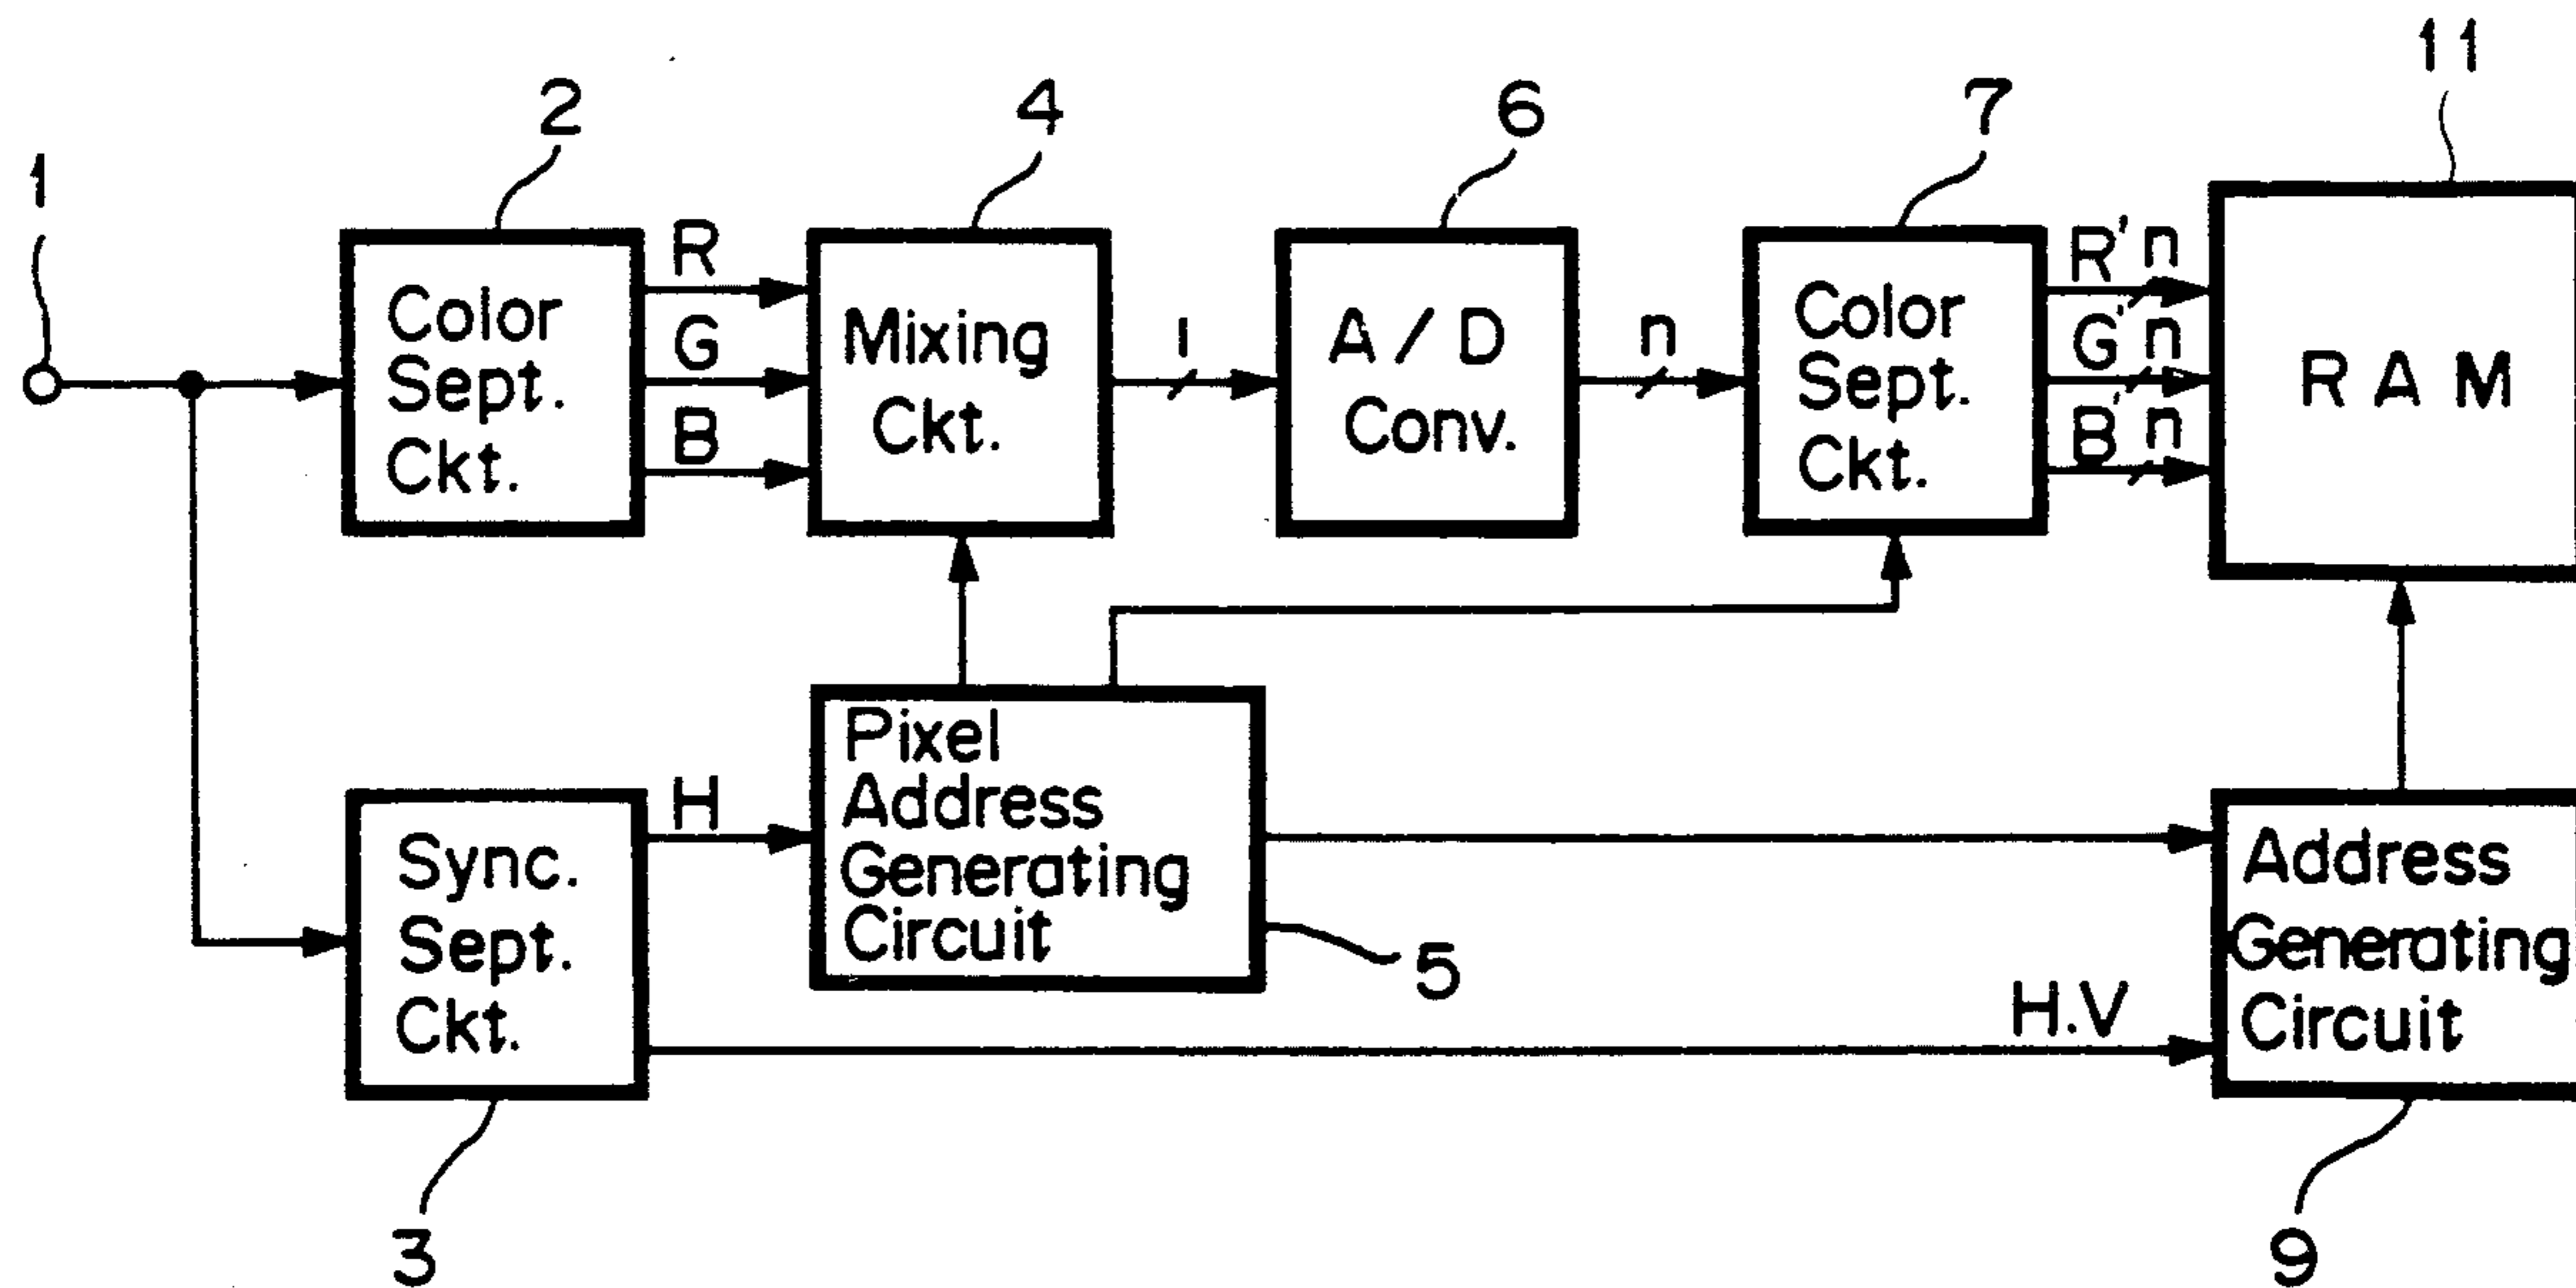 11
2
4
6
7
1
Color
Sept.
Ckt.
R
G
B
Mixing
Ckt.
1
A / D
Conv.
n
Color
Sept.
Ckt.
R' n
G' n
B' n
R A M
Pixel
Address
Generating
Circuit
5
H
Sync.
Sept.
Ckt.
3
H.V
Address
Generating
Circuit
9